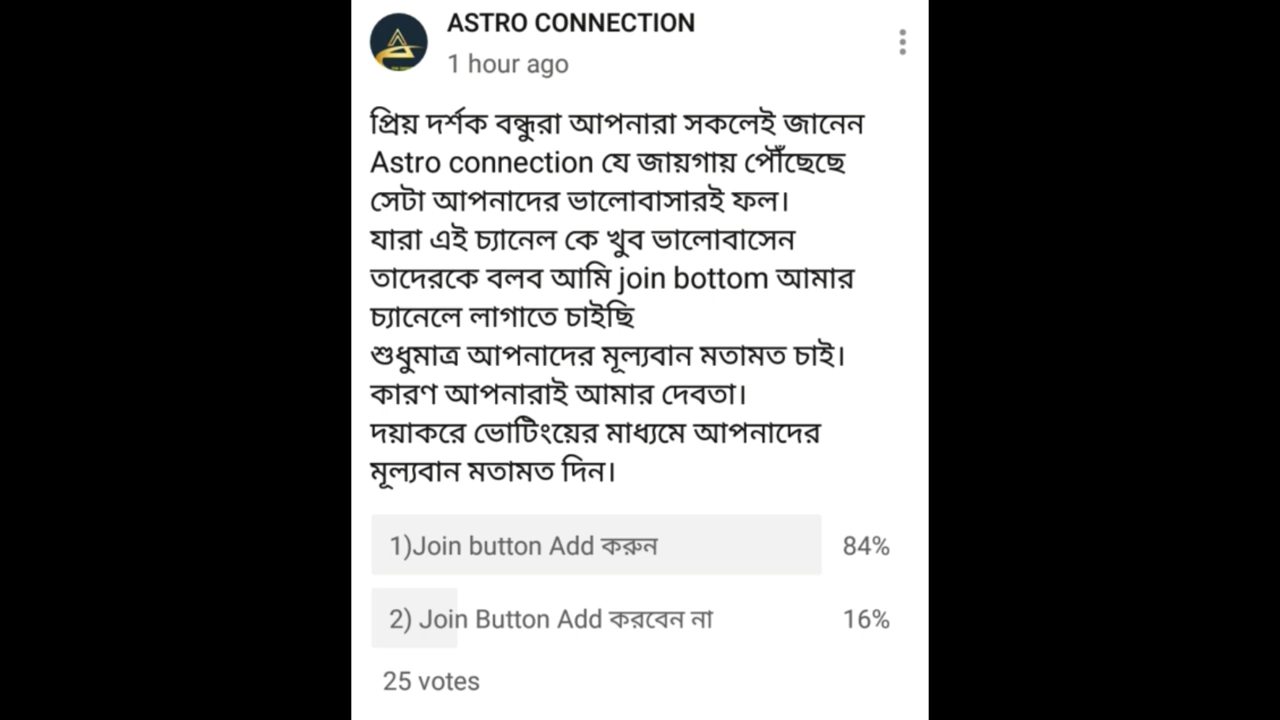 ASTRO CONNECTION
1 hour ago
প্রিয় দর্শক বন্ধুরা আপনারা সকলেই জানেন
Astro connection যে জায়গায় পৌঁছেছে
সেটা আপনাদের ভালোবাসারই ফল।
যারা এই চ্যানেল কে খুব ভালোবাসেন
তাদেরকে বলব আমি join bottom আমার
চ্যানেলে লাগাতে চাইছি
শুধুমাত্র আপনাদের মূল্যবান মতামত চাই।
কারণ আপনারাই আমার দেবতা।
দয়াকরে ভোটিংয়ের মাধ্যমে আপনাদের
মূল্যবান মতামত দিন।
1)Join button Add করুন 84%
2) Join Button Add করবেন না 16%
25 votes